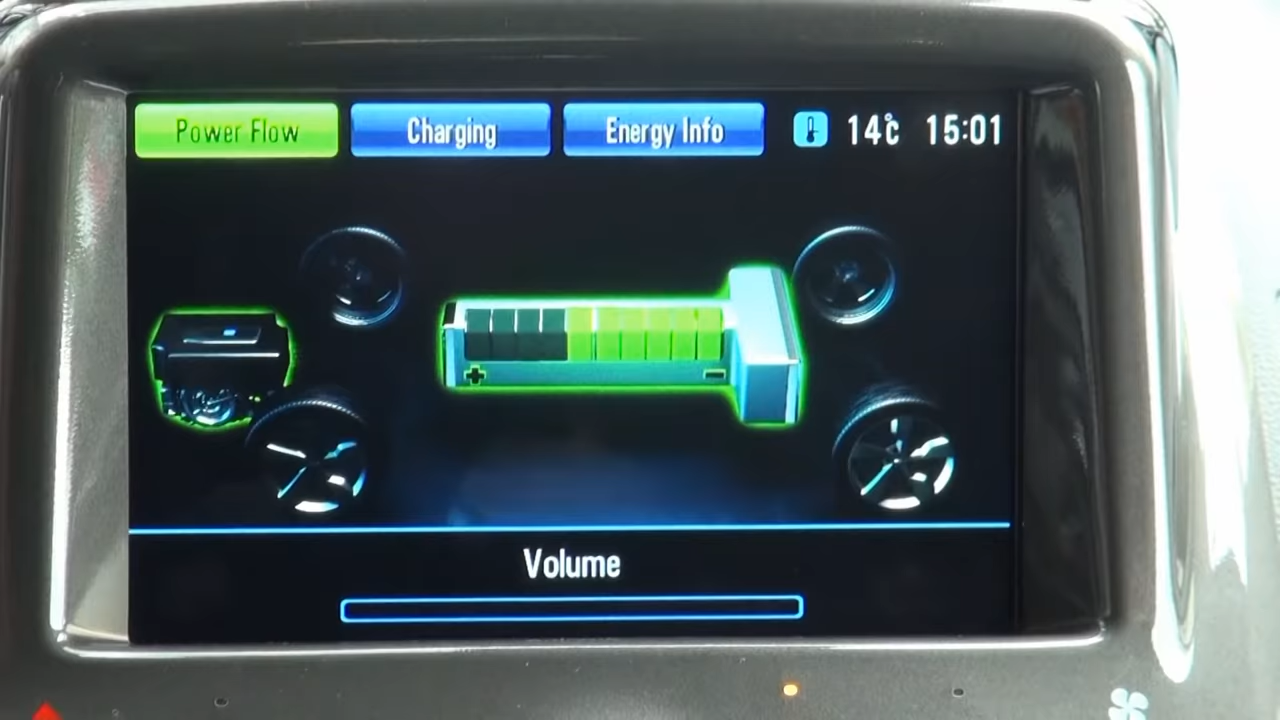 Power Flow
Charging
Energy Info
14℃ 15:01
+ −
Volume